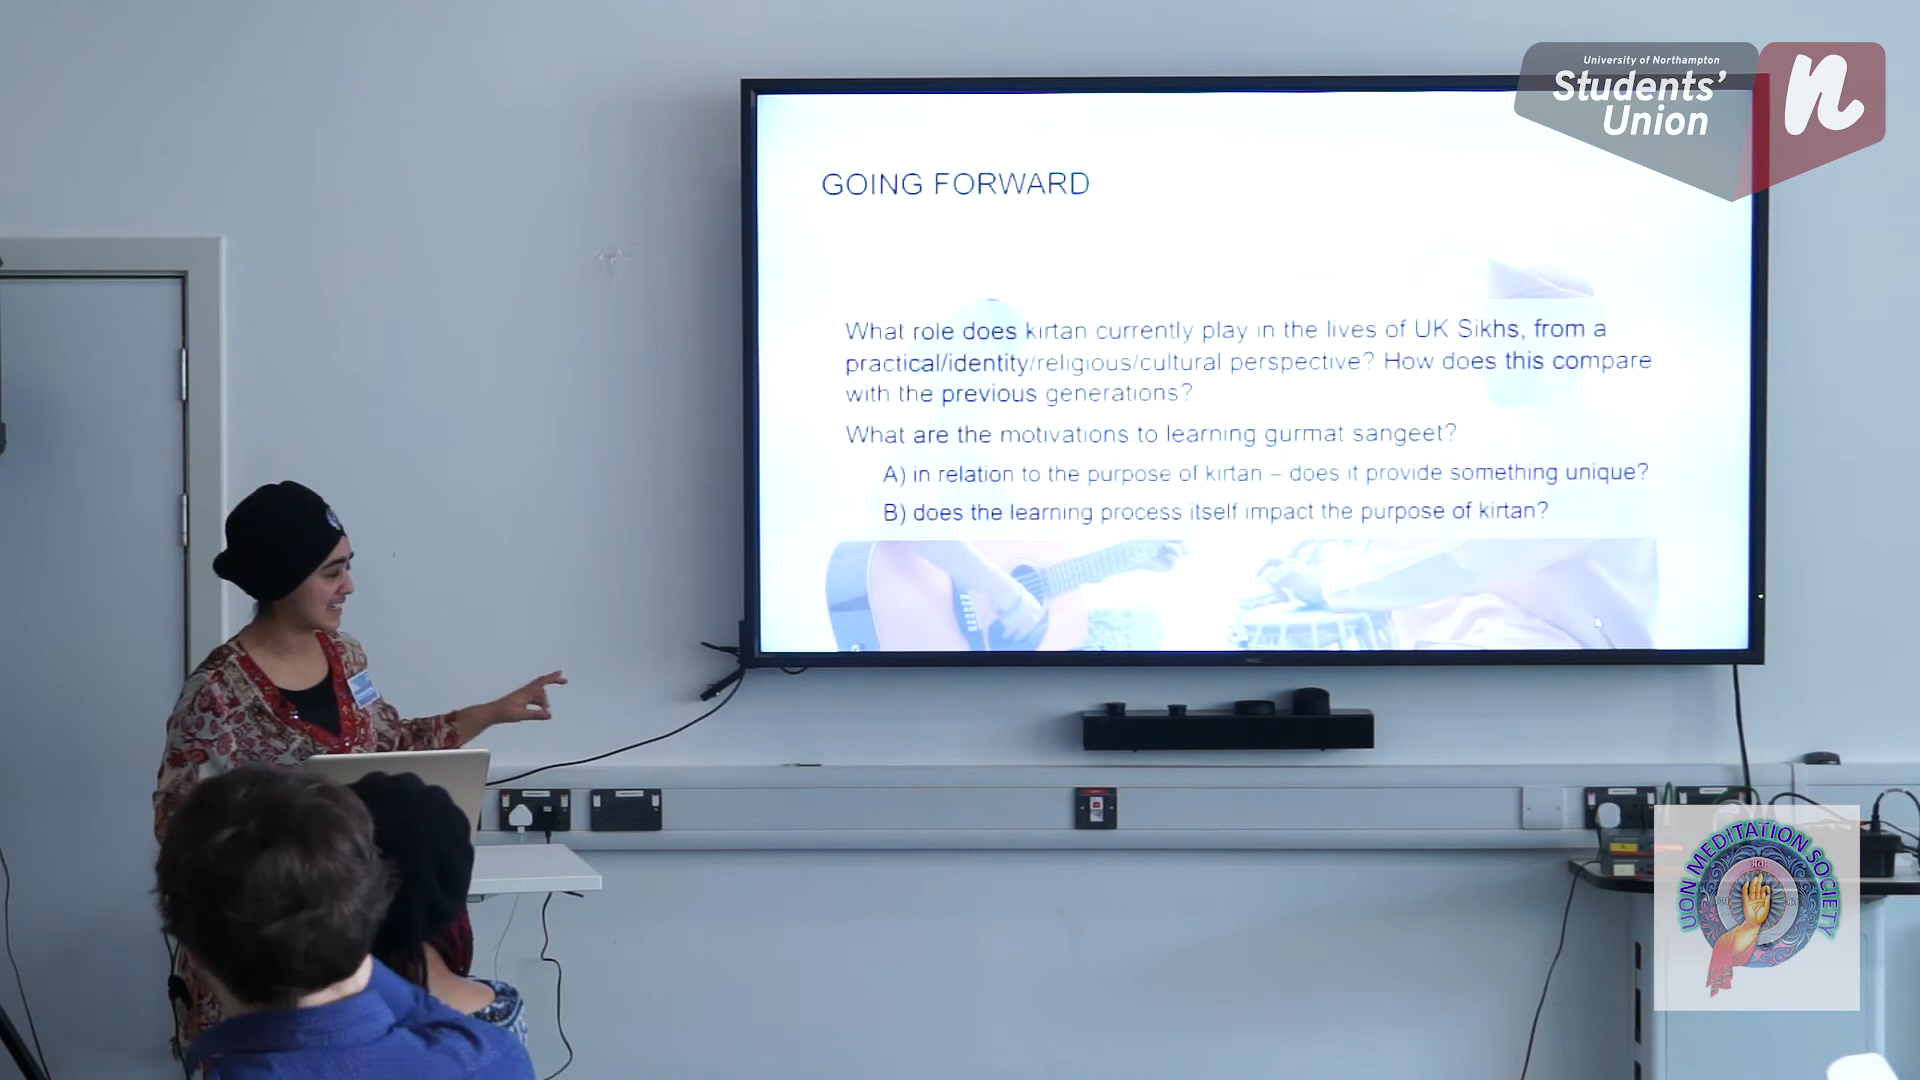 University of Northampton
Students'
Union
n
GOING FORWARD
What role does kirtan currently play in the lives of UK Sikhs, from a
practical/identity/religious/cultural perspective? How does this compare
with the previous generations?
What are the motivations to learning gurmat sangeet?
A) in relation to the purpose of kirtan – does it provide something unique?
B) does the learning process itself impact the purpose of kirtan?
UON MEDITATION SOCIETY